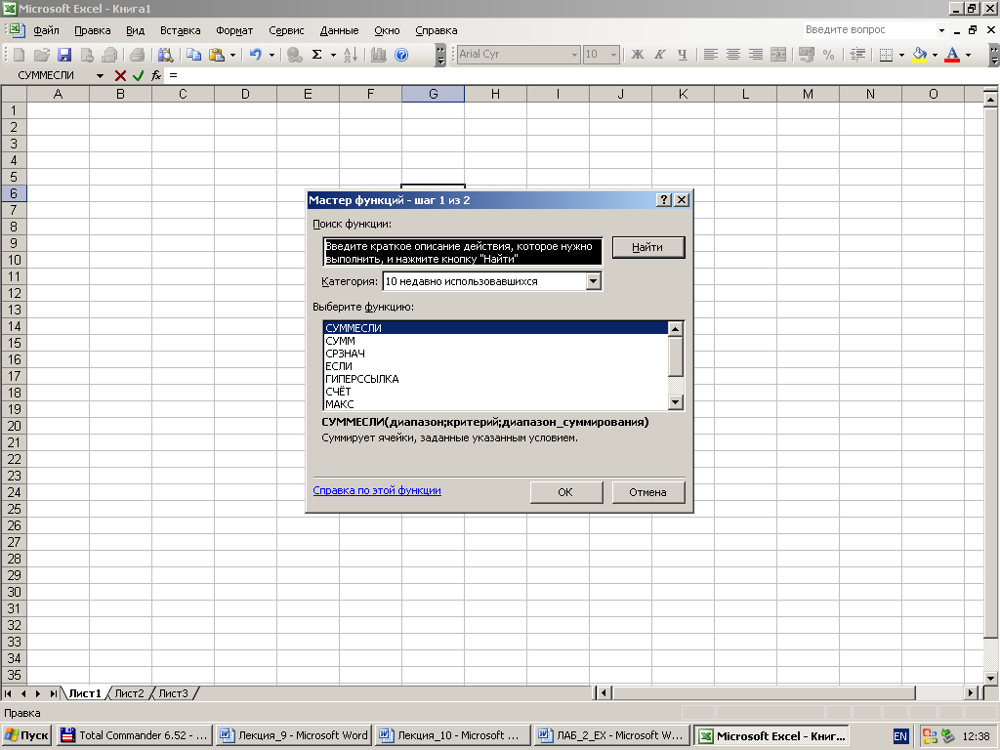 Microsoft Excel - Книга1
Файл Правка Вид Вставка Формат Сервис Данные Окно Справка Введите вопрос
Arial Cyr 10 Ж К Ч %
СУММЕСЛИ fx =
A B C D E F G H I J K L M N O
1
2
3
4
5
6
7
8
9
10
11
12
13
14
15
16
17
18
19
20
21
22
23
24
25
26
27
28
29
30
31
32
33
34
35
Мастер функций - шаг 1 из 2
Поиск функции:
Введите краткое описание действия, которое нужно
выполнить, и нажмите кнопку "Найти"
Найти
Категория: 10 недавно использовавшихся
Выберите функцию:
СУММЕСЛИ
СУММ
СРЗНАЧ
ЕСЛИ
ГИПЕРССЫЛКА
СЧЁТ
МАКС
СУММЕСЛИ(диапазон;критерий;диапазон_суммирования)
Суммирует ячейки, заданные указанным условием.
Справка по этой функции OK Отмена
Лист1 Лист2 Лист3
Правка
Пуск Total Commander 6.52 - ... Лекция_9 - Microsoft Word Лекция_10 - Microsoft ... ЛАБ_2_EX - Microsoft W... Microsoft Excel - Книг... EN 12:38